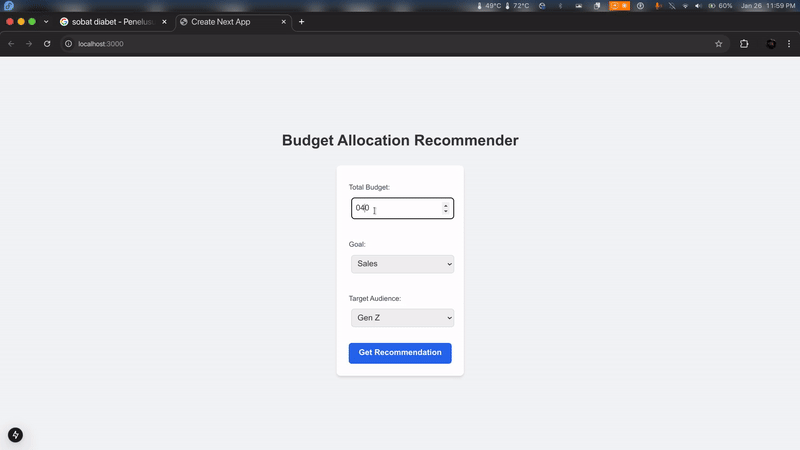 49°C 72°C 60% Jan 26 11:59 PM
sobat diabet - Penelus
Create Next App
localhost:3000
Budget Allocation Recommender
Total Budget:
040
Goal:
Sales
Target Audience:
Gen Z
Get Recommendation